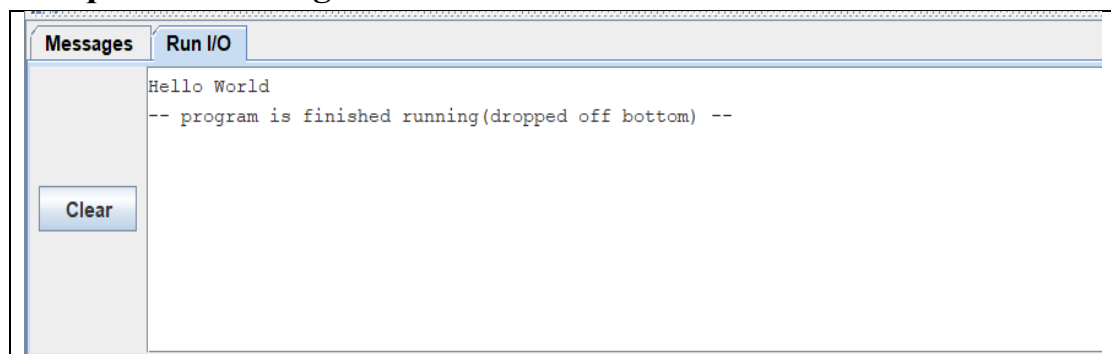 Messages Run I/O
Hello World
-- program is finished running(dropped off bottom) --
Clear